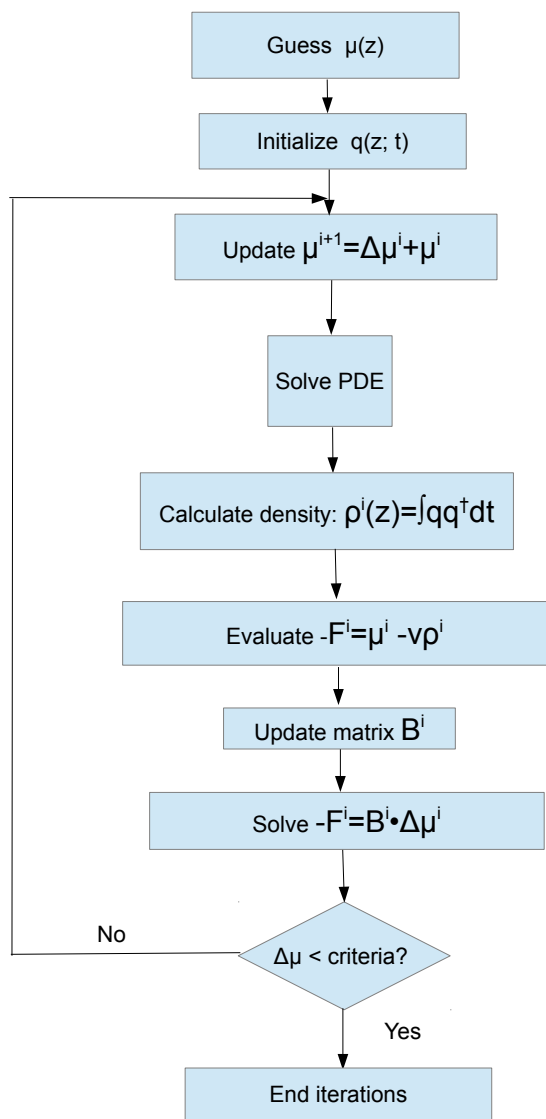 Guess μ(z)
Initialize q(z; t)
Update μⁱ⁺¹=Δμⁱ+μⁱ
Solve PDE
Calculate density: ρⁱ(z)=∫qq†dt
Evaluate -Fⁱ=μⁱ -vρⁱ
Update matrix Bⁱ
Solve -Fⁱ=Bⁱ•Δμⁱ
No
Δμ < criteria?
Yes
End iterations